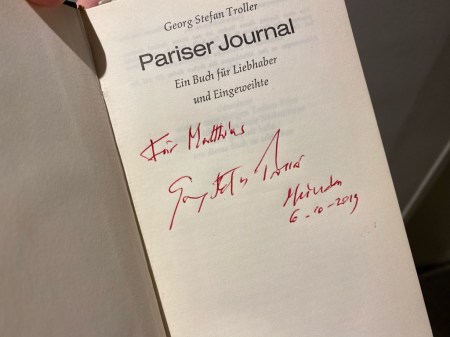 Georg Stefan Troller
Pariser Journal
Ein Buch für Liebhaber
und Eingeweihte
Für Matthias
Georg Stefan Troller
6-10-2019